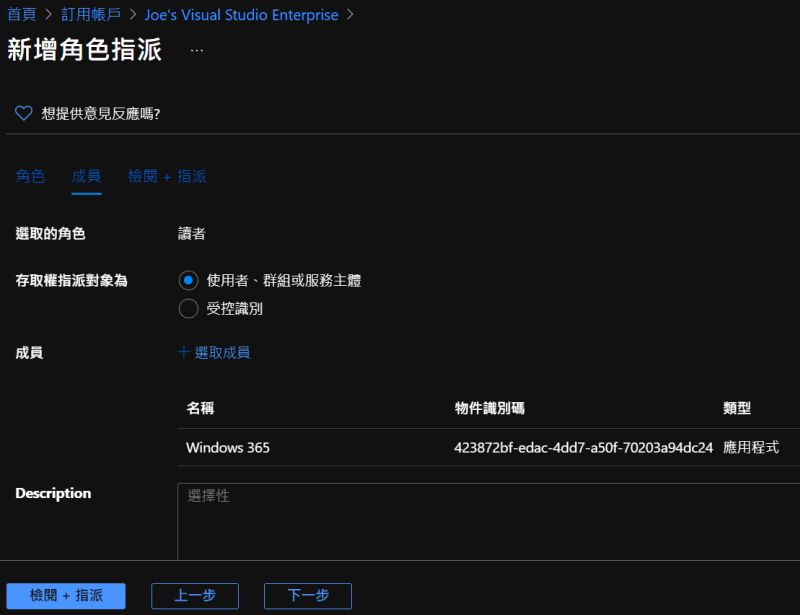 首頁 > 訂用帳戶 > Joe's Visual Studio Enterprise >
新增角色指派 ...
想提供意見反應嗎?
角色 成員 檢閱 + 指派
選取的角色 讀者
存取權指派對象為 使用者、群組或服務主體
受控識別
成員 + 選取成員
名稱 物件識別碼 類型
Windows 365 423872bf-edac-4dd7-a50f-70203a94dc24 應用程式
Description 選擇性
檢閱 + 指派 上一步 下一步